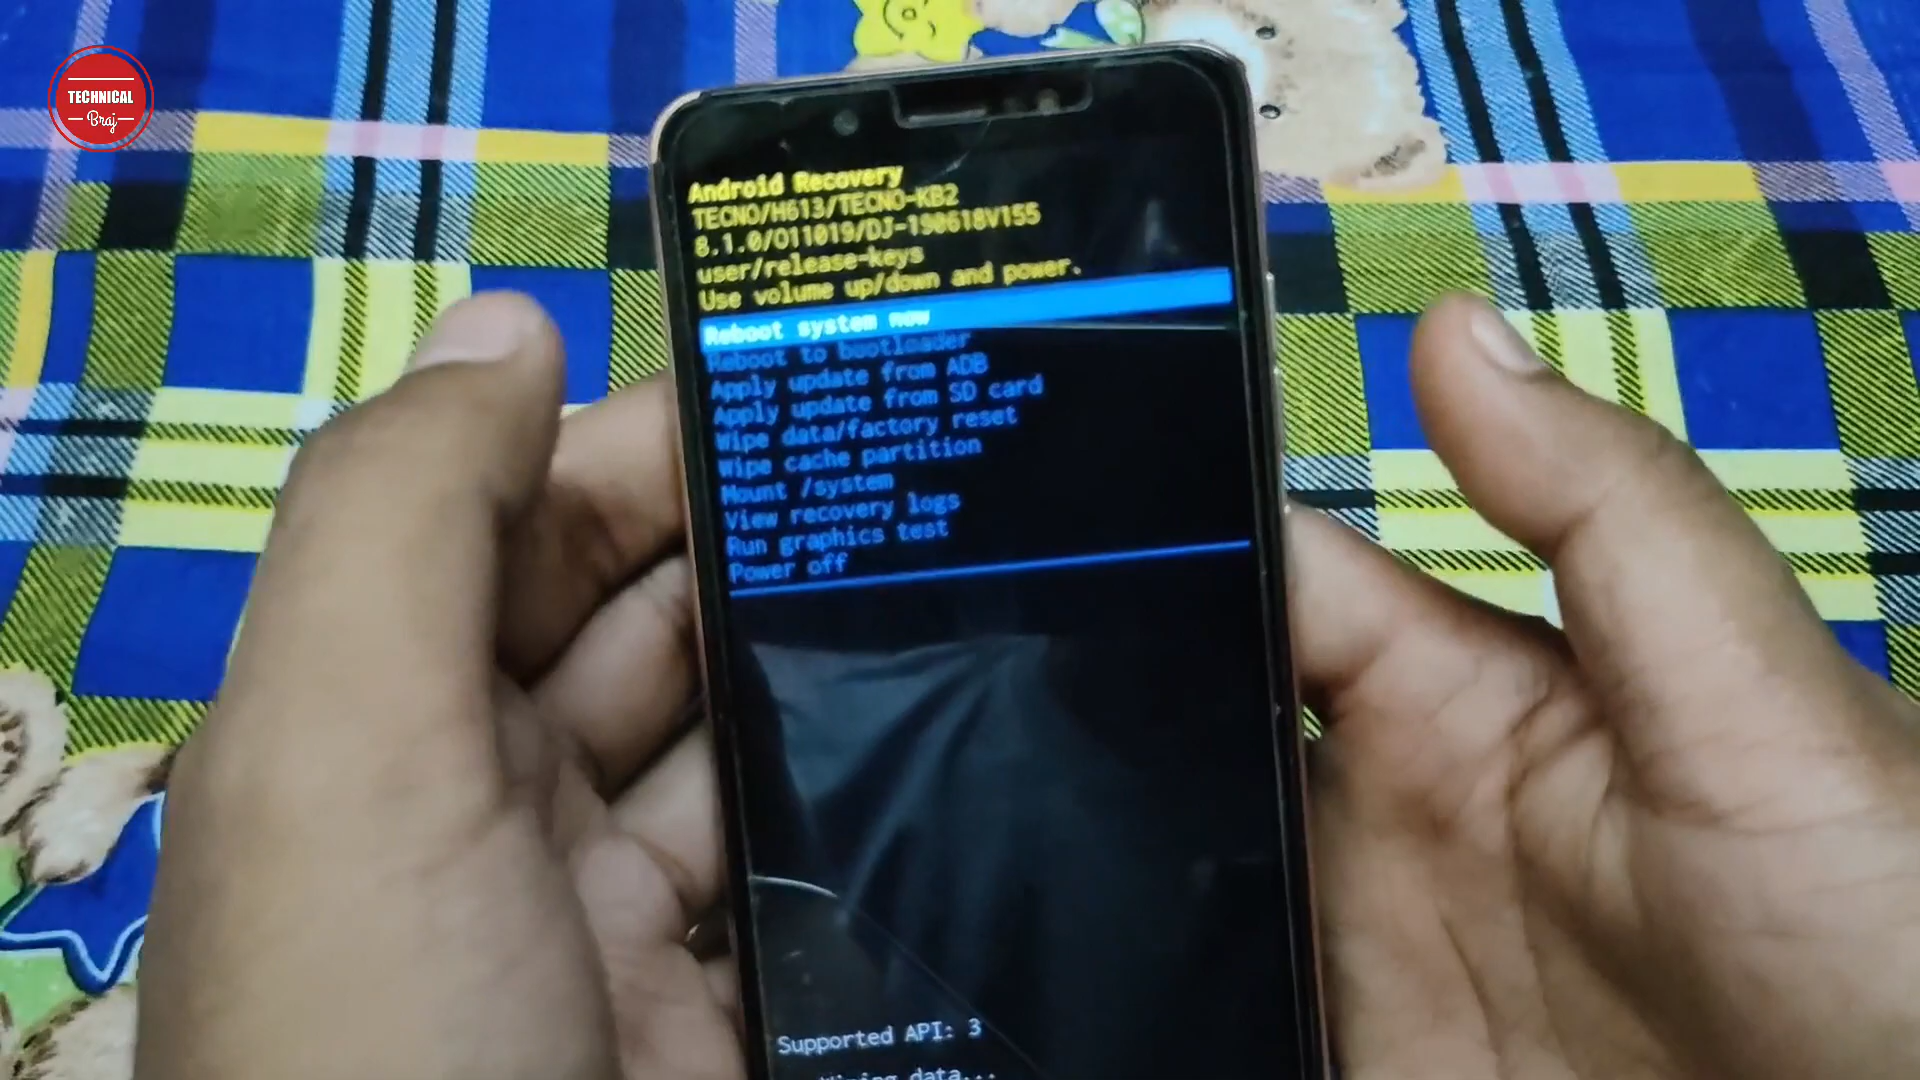 TECHNICAL
Braj
Android Recovery
TECNO/H613/TECNO-KB2
8.1.0/O11019/DJ-190618V155
user/release-keys
Use volume up/down and power.
Reboot system now
Reboot to bootloader
Apply update from ADB
Apply update from SD card
Wipe data/factory reset
Wipe cache partition
Mount /system
View recovery logs
Run graphics test
Power off
Supported API: 3
Wiping data...